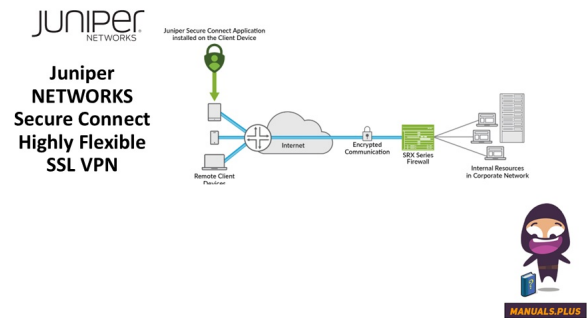 JUNIPER
NETWORKS
Juniper
NETWORKS
Secure Connect
Highly Flexible
SSL VPN
Juniper Secure Connect Application
installed on the Client Device
Internet
Encrypted
Communication
SRX Series
Firewall
Internal Resources
in Corporate Network
Remote Client
Devices
MANUALS.PLUS